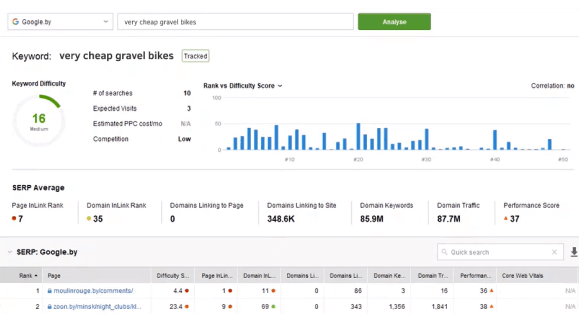 Google.by very cheap gravel bikes Analyse
Keyword: very cheap gravel bikes Tracked
Keyword Difficulty
16
Medium
# of searches 10
Expected Visits 3
Estimated PPC cost/mo N/A
Competition Low
Rank vs Difficulty Score Correlation: no
100
50
0
#10 #20 #30 #40 #50
SERP Average
Page InLink Rank Domain InLink Rank Domains Linking to Page Domains Linking to Site Domain Keywords Domain Traffic Performance Score
7 35 0 348.6K 85.9M 87.7M 37
SERP: Google.by Quick search
Rank Page Difficulty S... Page InLin... Domain InL... Domains Li... Domains Li... Domain Ke... Domain Tr... Performan... Core Web Vitals
1 moulinrouge.by/comments/ 4.4 1 11 0 86 3 16 36 N/A
2 zoon.by/minsk/night_clubs/kl... 23.4 9 69 0 343 1,356 1,841 38 N/A